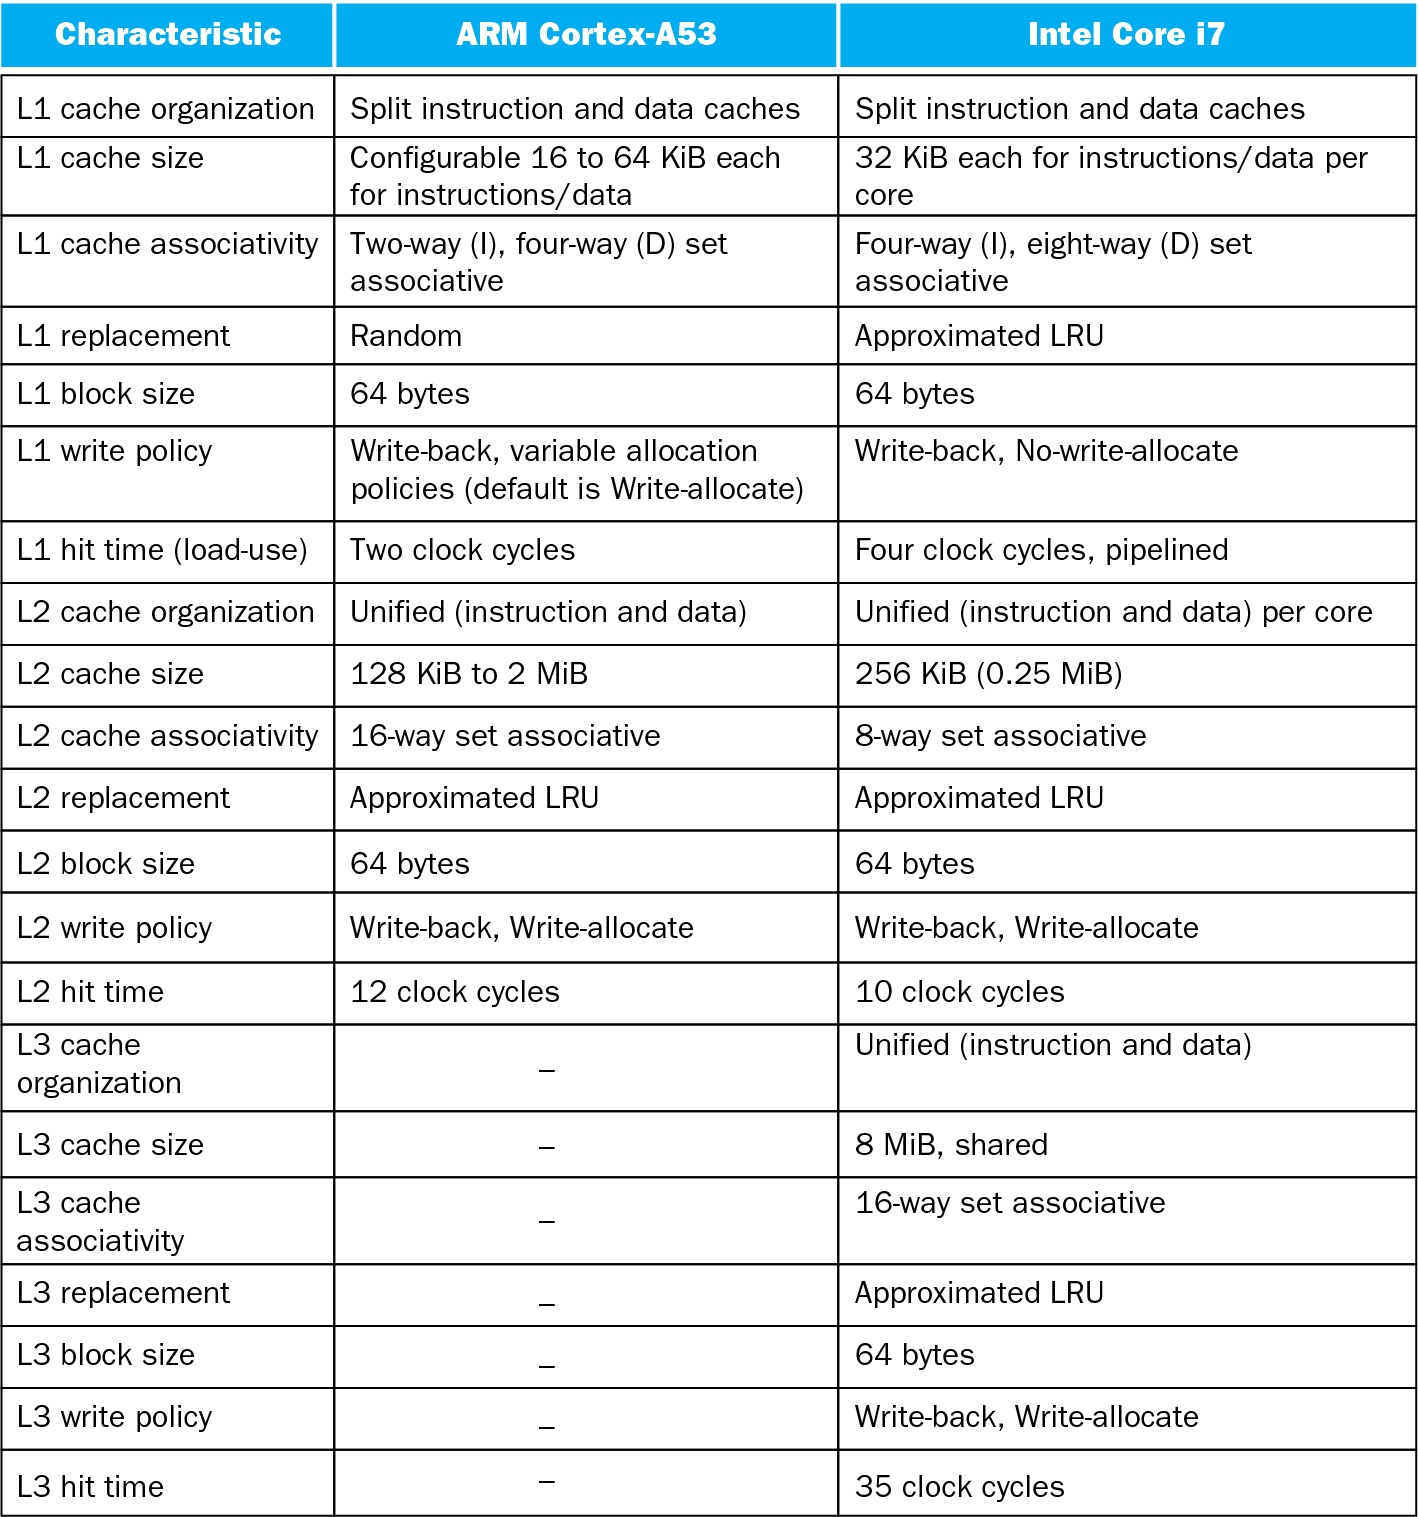 Characteristic ARM Cortex-A53 Intel Core i7
L1 cache organization Split instruction and data caches Split instruction and data caches
L1 cache size Configurable 16 to 64 KiB each 32 KiB each for instructions/data per
for instructions/data core
L1 cache associativity Two-way (I), four-way (D) set Four-way (I), eight-way (D) set
associative associative
L1 replacement Random Approximated LRU
L1 block size 64 bytes 64 bytes
L1 write policy Write-back, variable allocation Write-back, No-write-allocate
policies (default is Write-allocate)
L1 hit time (load-use) Two clock cycles Four clock cycles, pipelined
L2 cache organization Unified (instruction and data) Unified (instruction and data) per core
L2 cache size 128 KiB to 2 MiB 256 KiB (0.25 MiB)
L2 cache associativity 16-way set associative 8-way set associative
L2 replacement Approximated LRU Approximated LRU
L2 block size 64 bytes 64 bytes
L2 write policy Write-back, Write-allocate Write-back, Write-allocate
L2 hit time 12 clock cycles 10 clock cycles
L3 cache – Unified (instruction and data)
organization
L3 cache size – 8 MiB, shared
L3 cache – 16-way set associative
associativity
L3 replacement – Approximated LRU
L3 block size – 64 bytes
L3 write policy – Write-back, Write-allocate
L3 hit time – 35 clock cycles